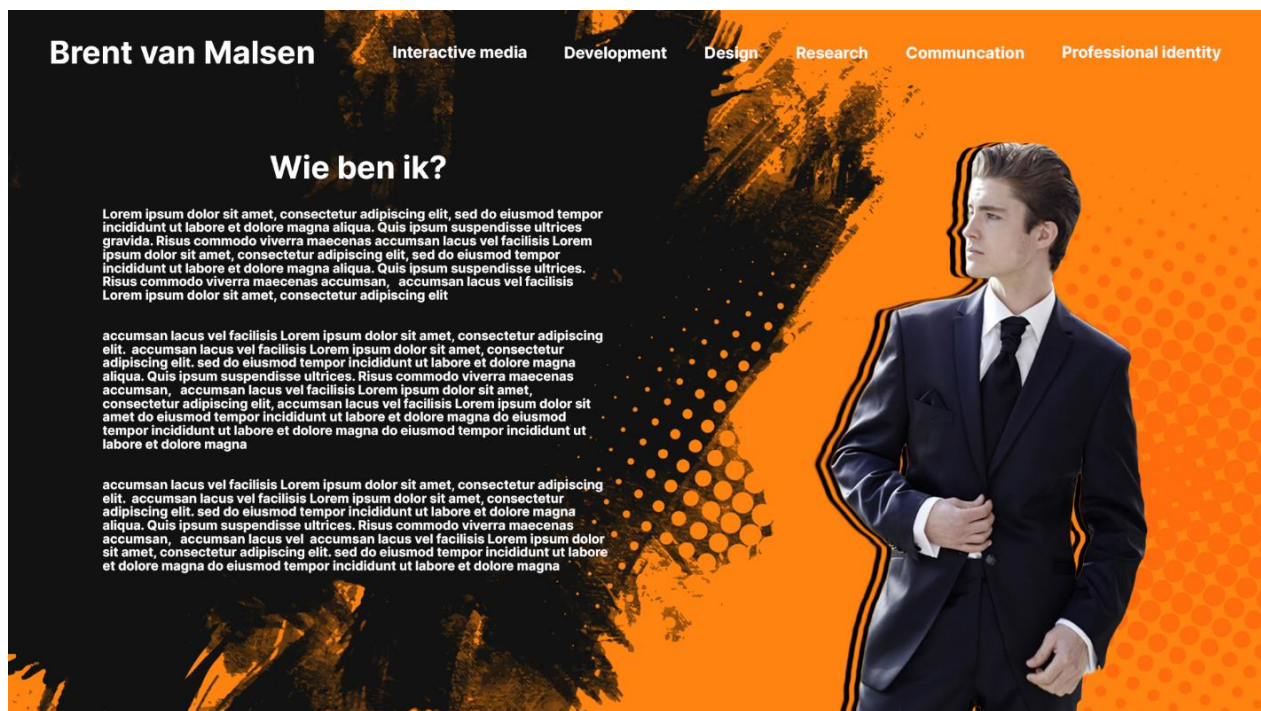 Brent van Malsen
Interactive media
Development
Design
Research
Communcation
Professional identity
Wie ben ik?
Lorem ipsum dolor sit amet, consectetur adipiscing elit, sed do eiusmod tempor
incididunt ut labore et dolore magna aliqua. Quis ipsum suspendisse ultrices
gravida. Risus commodo viverra maecenas accumsan lacus vel facilisis Lorem
ipsum dolor sit amet, consectetur adipiscing elit, sed do eiusmod tempor
incididunt ut labore et dolore magna aliqua. Quis ipsum suspendisse ultrices.
Risus commodo viverra maecenas accumsan,   accumsan lacus vel facilisis
Lorem ipsum dolor sit amet, consectetur adipiscing elit
accumsan lacus vel facilisis Lorem ipsum dolor sit amet, consectetur adipiscing
elit.  accumsan lacus vel facilisis Lorem ipsum dolor sit amet, consectetur
adipiscing elit. sed do eiusmod tempor incididunt ut labore et dolore magna
aliqua. Quis ipsum suspendisse ultrices. Risus commodo viverra maecenas
accumsan,   accumsan lacus vel facilisis Lorem ipsum dolor sit amet,
consectetur adipiscing elit, accumsan lacus vel facilisis Lorem ipsum dolor sit
amet do eiusmod tempor incididunt ut labore et dolore magna do eiusmod
tempor incididunt ut labore et dolore magna do eiusmod tempor incididunt ut
labore et dolore magna
accumsan lacus vel facilisis Lorem ipsum dolor sit amet, consectetur adipiscing
elit.  accumsan lacus vel facilisis Lorem ipsum dolor sit amet, consectetur
adipiscing elit. sed do eiusmod tempor incididunt ut labore et dolore magna
aliqua. Quis ipsum suspendisse ultrices. Risus commodo viverra maecenas
accumsan,   accumsan lacus vel  accumsan lacus vel facilisis Lorem ipsum dolor
sit amet, consectetur adipiscing elit. sed do eiusmod tempor incididunt ut labore
et dolore magna do eiusmod tempor incididunt ut labore et dolore magna